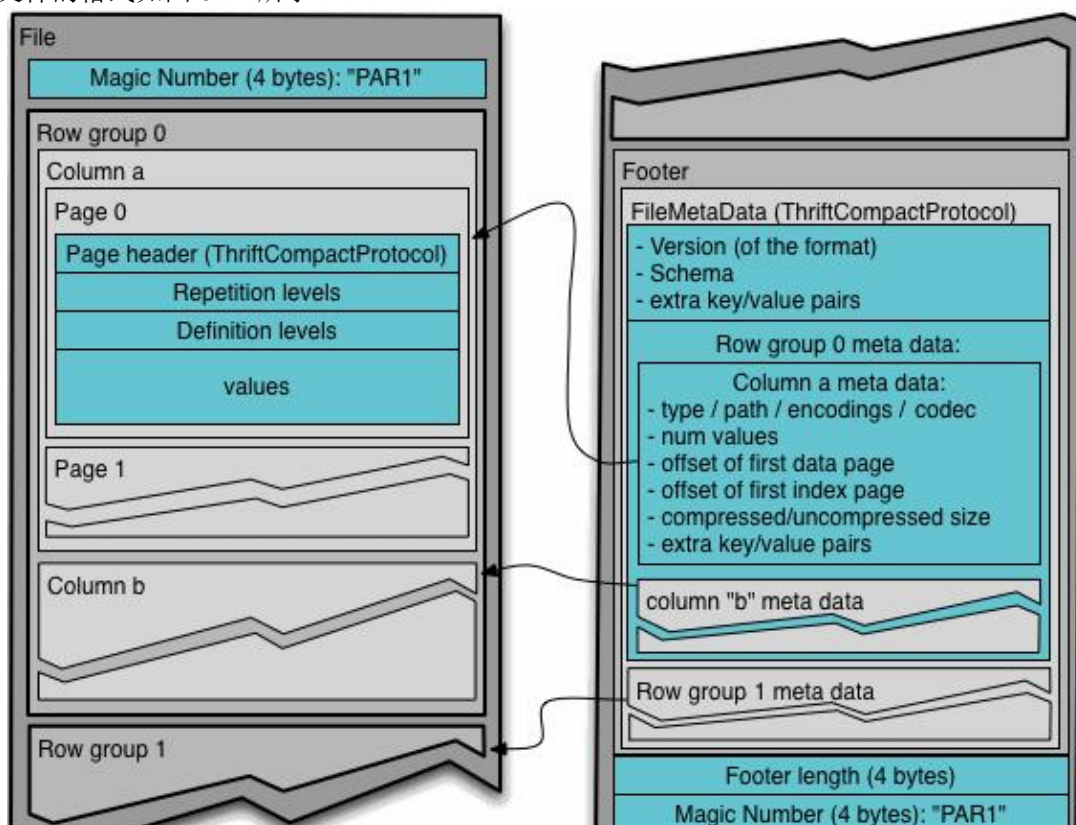 File
Magic Number (4 bytes): "PAR1"
Row group 0
Column a
Page 0
Page header (ThriftCompactProtocol)
Repetition levels
Definition levels
values
Page 1
Column b
Row group 1
Footer
FileMetaData (ThriftCompactProtocol)
- Version (of the format)
- Schema
- extra key/value pairs
Row group 0 meta data:
Column a meta data:
- type / path / encodings / codec
- num values
- offset of first data page
- offset of first index page
- compressed/uncompressed size
- extra key/value pairs
column "b" meta data
Row group 1 meta data
Footer length (4 bytes)
Magic Number (4 bytes): "PAR1"